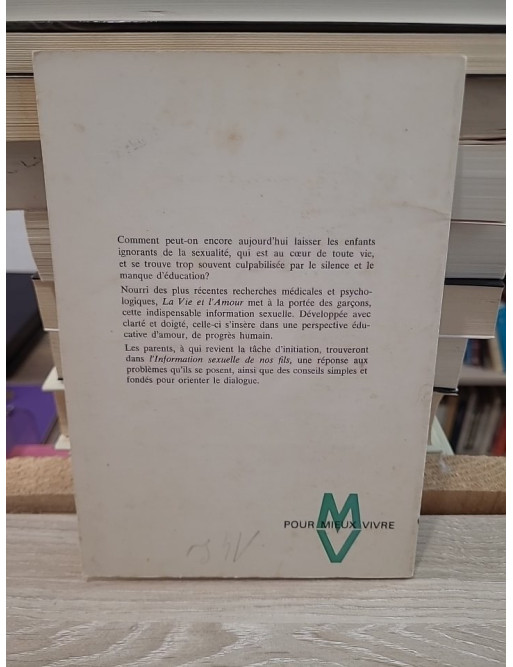 Comment peut-on encore aujourd'hui laisser les enfants
ignorants de la sexualité, qui est au cœur de toute vie,
et se trouve trop souvent culpabilisée par le silence et le
manque d'éducation?
Nourri des plus récentes recherches médicales et psycho-
logiques, La Vie et l'Amour met à la portée des garçons,
cette indispensable information sexuelle. Développée avec
clarté et doigté, celle-ci s'insère dans une perspective édu-
cative d'amour, de progrès humain.
Les parents, à qui revient la tâche d'initiation, trouveront
dans l'Information sexuelle de nos fils, une réponse aux
problèmes qu'ils se posent, ainsi que des conseils simples et
fondés pour orienter le dialogue.
M
POUR MIEUX VIVRE
V